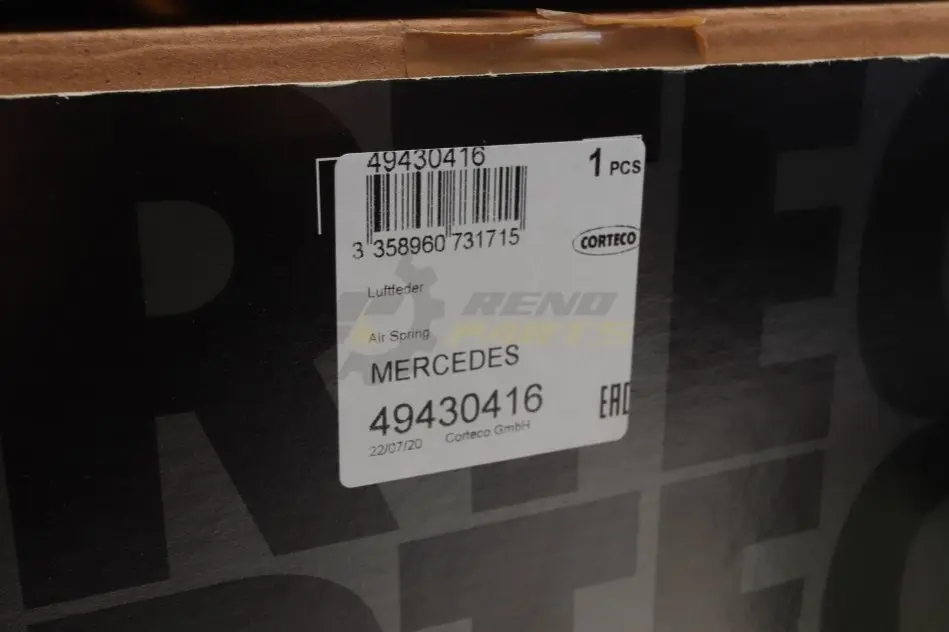 49430416
1 PCS
3 358960 731715
CORTECO
Luftfeder
Air Spring
RENO
PARTS
MERCEDES
49430416
EAC
22/07/20 Corteco GmbH